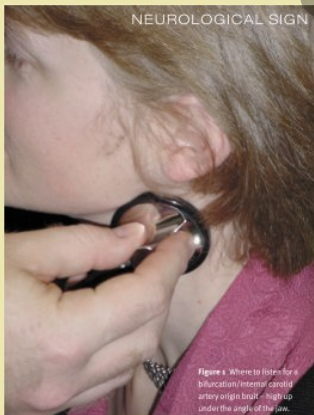 NEUROLOGICAL SIGN
Figure 1 Where to listen for a
bifurcation/internal carotid
artery origin bruit – high up
under the angle of the jaw.